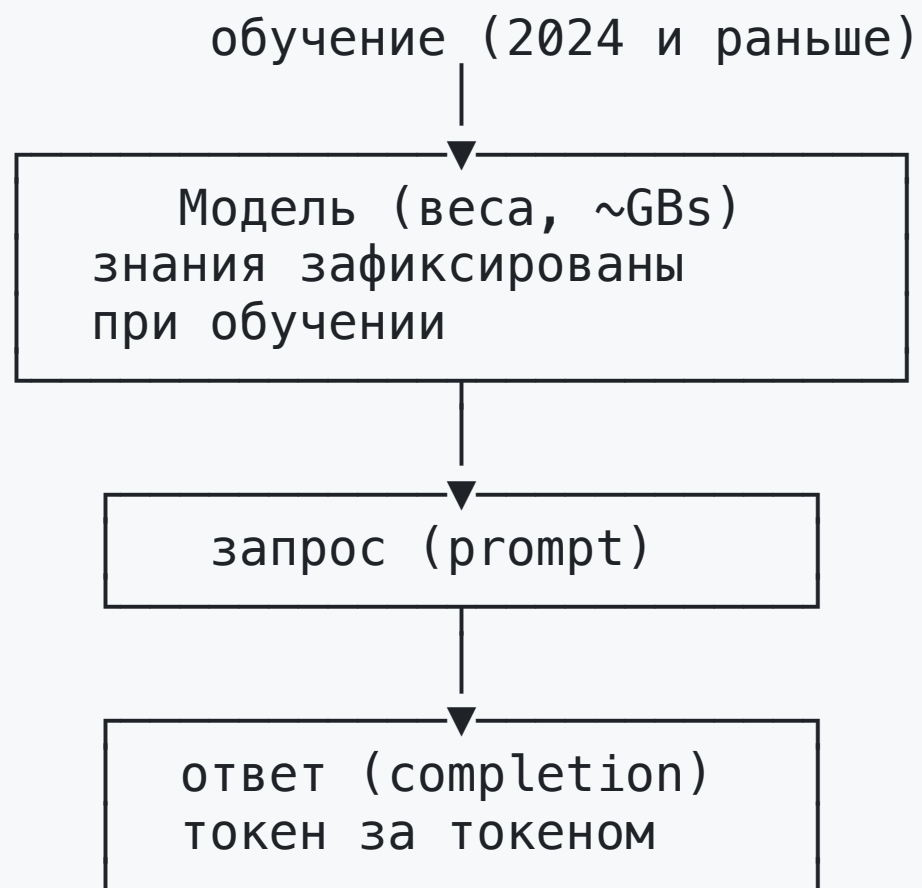 обучение (2024 и раньше)
Модель (веса, ~GBs)
знания зафиксированы
при обучении
запрос (prompt)
ответ (completion)
токен за токеном